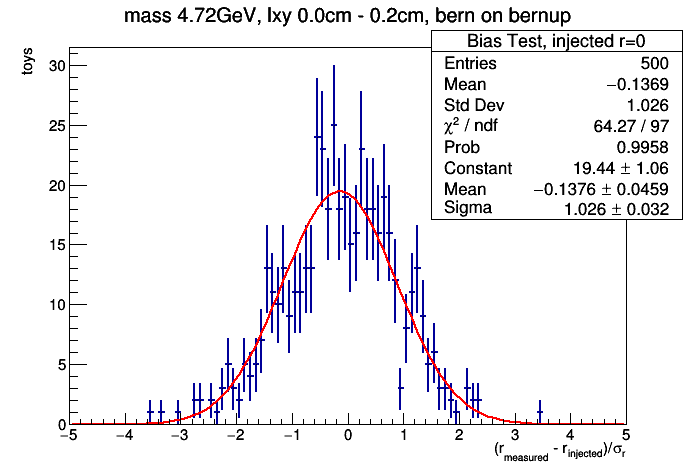 mass 4.72GeV, lxy 0.0cm - 0.2cm, bern on bernup
Bias Test, injected r=0
Entries 500
Mean −0.1369
Std Dev 1.026
χ² / ndf 64.27 / 97
Prob 0.9958
Constant 19.44 ± 1.06
Mean −0.1376 ± 0.0459
Sigma 1.026 ± 0.032
toys
30
25
20
15
10
5
0
−5 −4 −3 −2 −1 0 1 2 3 4 5
(r_measured - r_injected)/σ_r